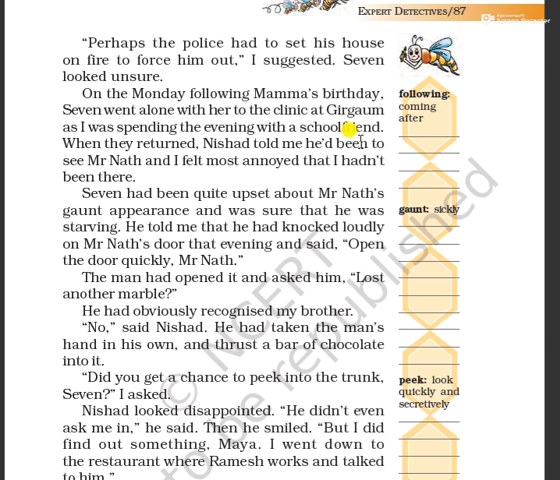 EXPERT DETECTIVES/87
“Perhaps the police had to set his house
on fire to force him out,” I suggested. Seven
looked unsure.
On the Monday following Mamma’s birthday,
Seven went alone with her to the clinic at Girgaum
as I was spending the evening with a schoolfriend.
When they returned, Nishad told me he’d been to
see Mr Nath and I felt most annoyed that I hadn’t
been there.
Seven had been quite upset about Mr Nath’s
gaunt appearance and was sure that he was
starving. He told me that he had knocked loudly
on Mr Nath’s door that evening and said, “Open
the door quickly, Mr Nath.”
The man had opened it and asked him, “Lost
another marble?”
He had obviously recognised my brother.
“No,” said Nishad. He had taken the man’s
hand in his own, and thrust a bar of chocolate
into it.
“Did you get a chance to peek into the trunk,
Seven?” I asked.
Nishad looked disappointed. “He didn’t even
ask me in,” he said. Then he smiled. “But I did
find out something, Maya. I went down to
the restaurant where Ramesh works and talked
to him.”
following:
coming
after
gaunt: sickly
peek: look
quickly and
secretively
© NCERT
to be republished